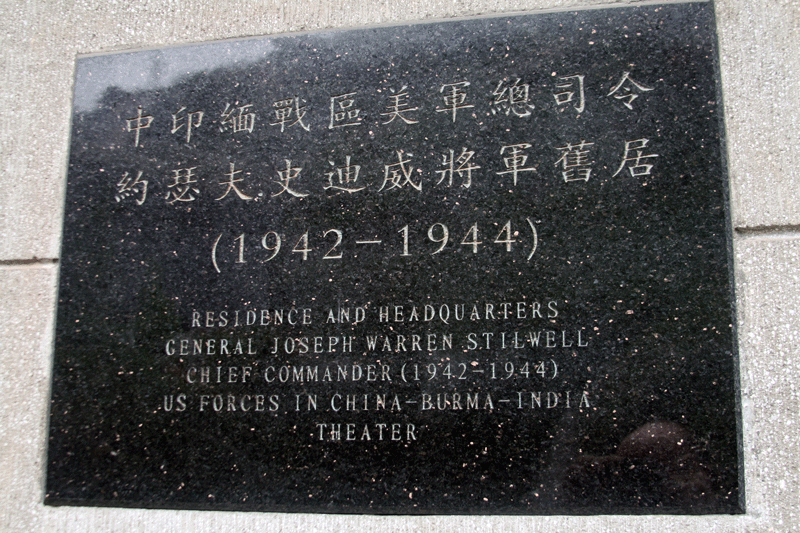 中印緬戰區美軍總司令
約瑟夫史迪威將軍舊居
(1942-1944)
RESIDENCE AND HEADQUARTERS
GENERAL JOSEPH WARREN STILWELL
CHIEF COMMANDER (1942-1944)
US FORCES IN CHINA-BURMA-INDIA
THEATER